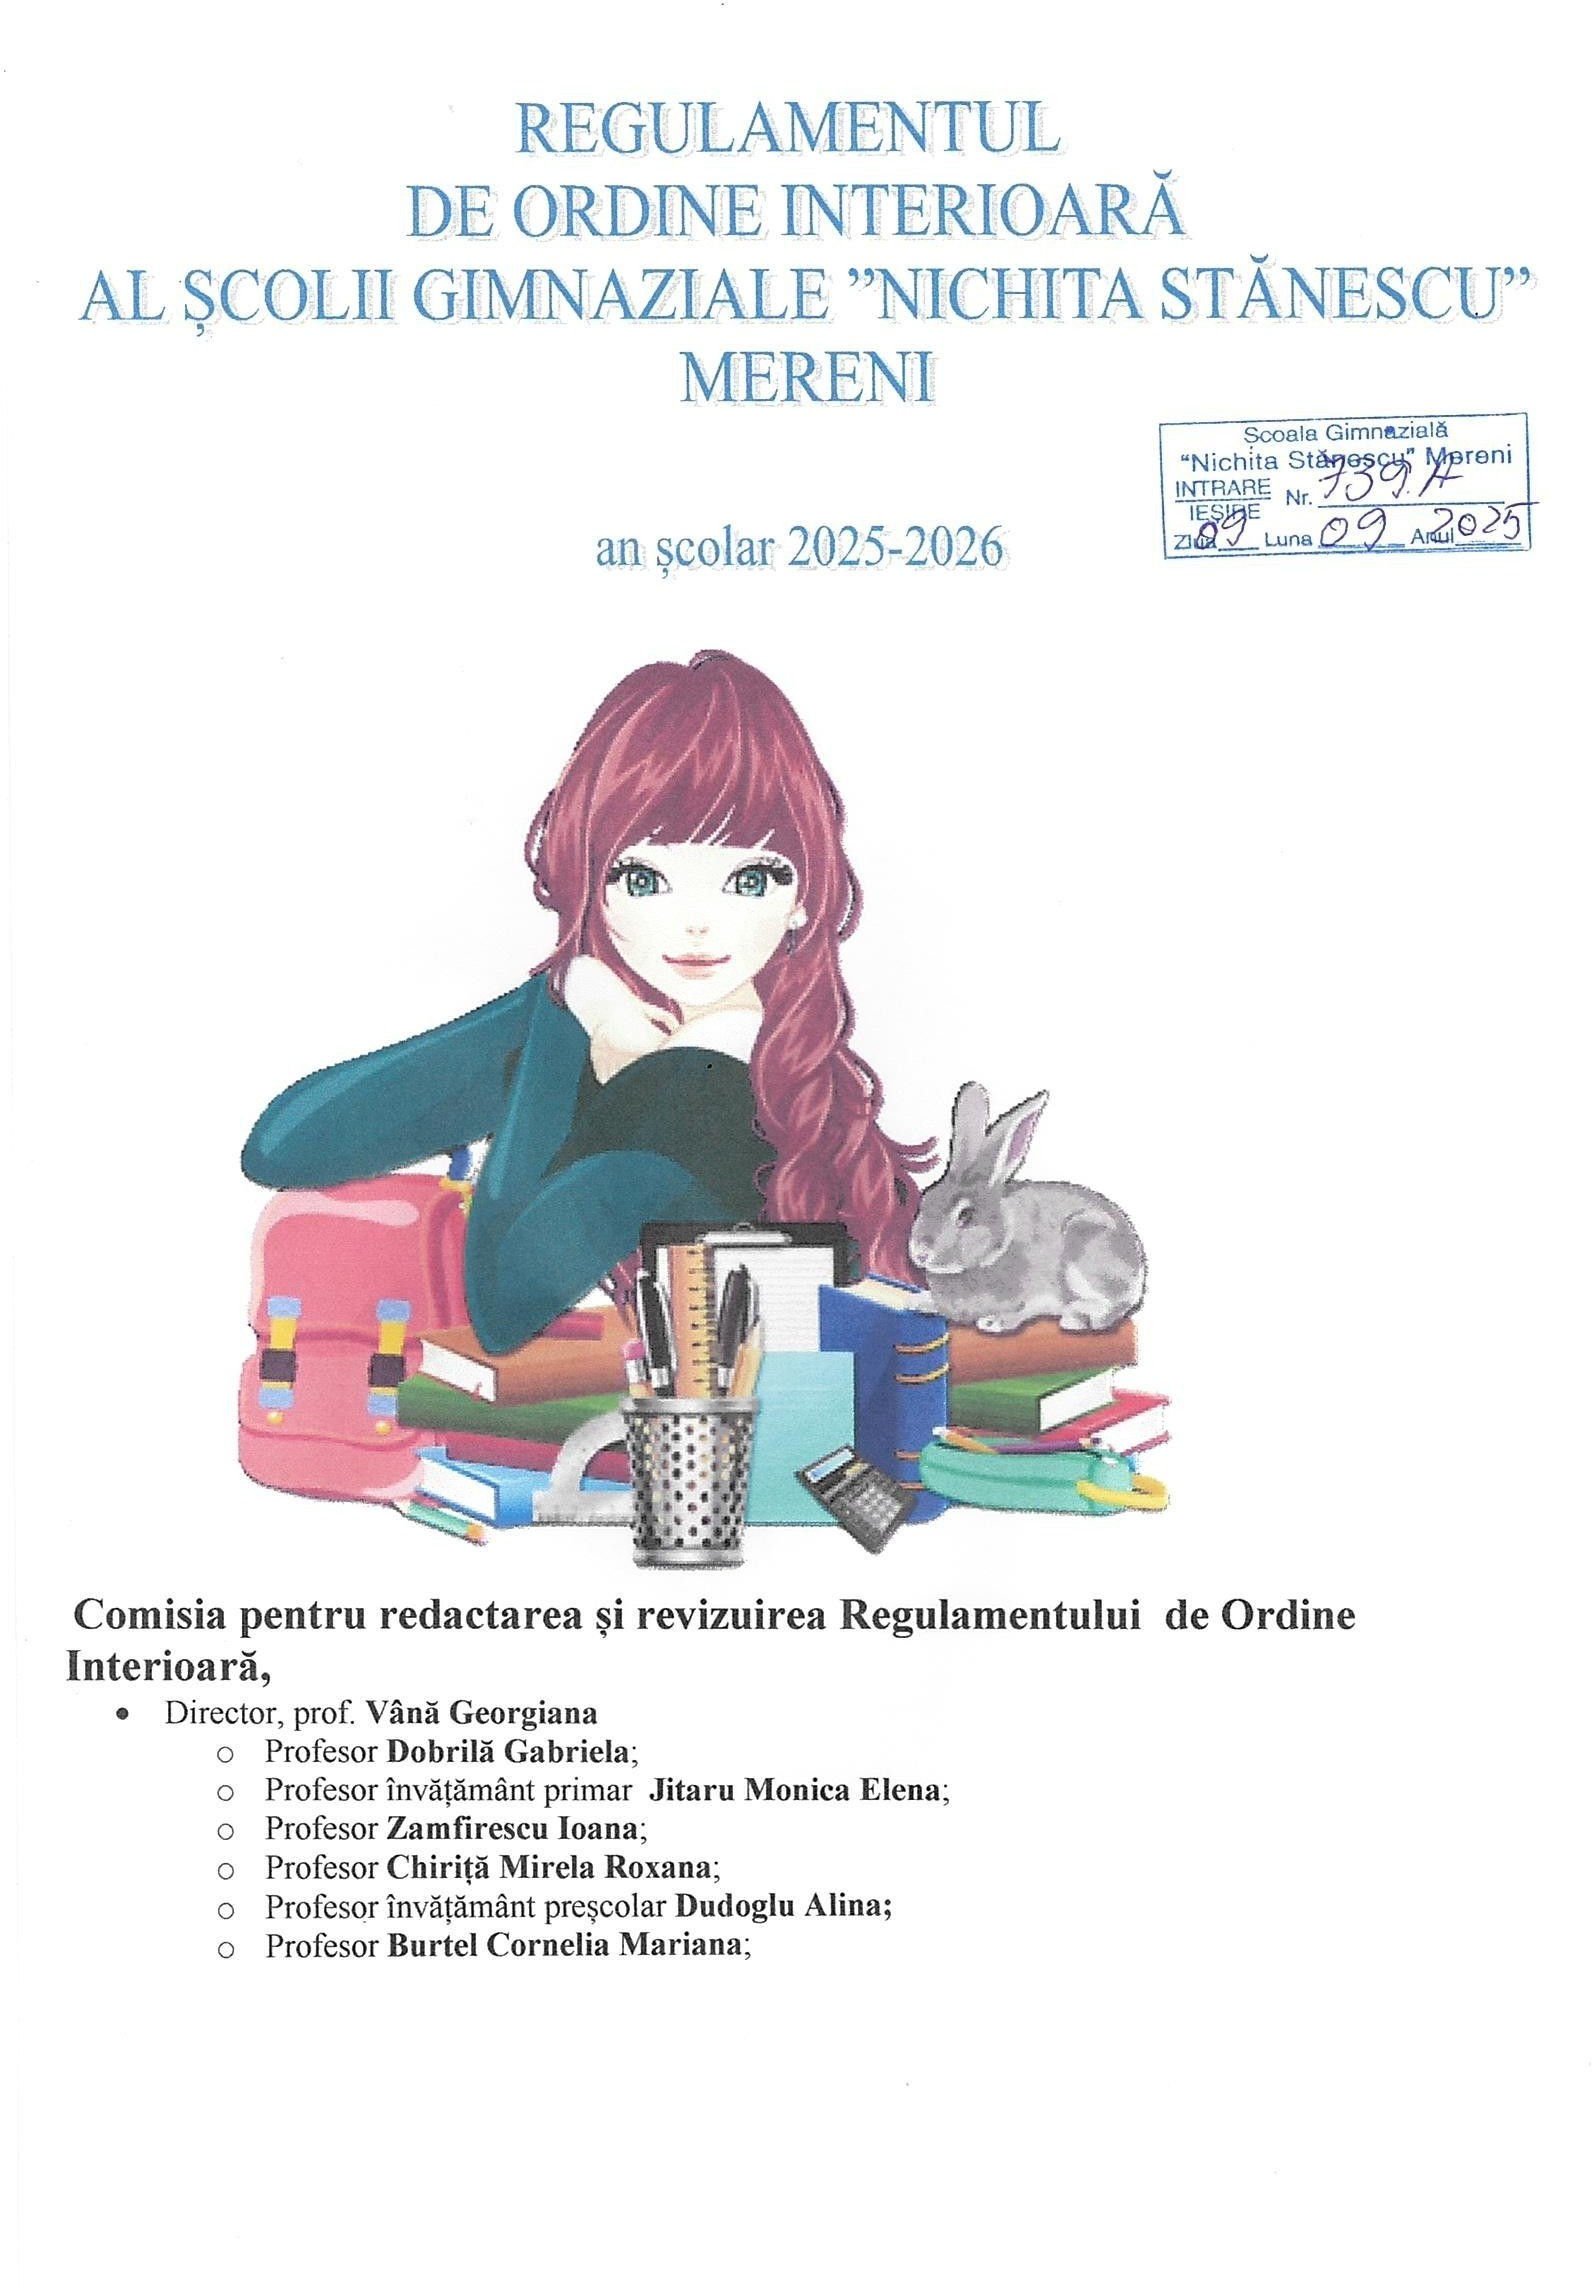 REGULAMENTUL
DE ORDINE INTERIOARĂ
AL ȘCOLII GIMNAZIALE ”NICHITA STĂNESCU”
MERENI
Scoala Gimnazială
“Nichita Stănescu” Mereni
INTRARE
IEȘIRE
Nr. 739.A
Ziua 09 Luna 09 Anul 2025
an școlar 2025-2026
Comisia pentru redactarea și revizuirea Regulamentului de Ordine
Interioară,
• Director, prof. Vână Georgiana
o Profesor Dobrilă Gabriela;
o Profesor învățământ primar Jitaru Monica Elena;
o Profesor Zamfirescu Ioana;
o Profesor Chiriță Mirela Roxana;
o Profesor învățământ preșcolar Dudoglu Alina;
o Profesor Burtel Cornelia Mariana;